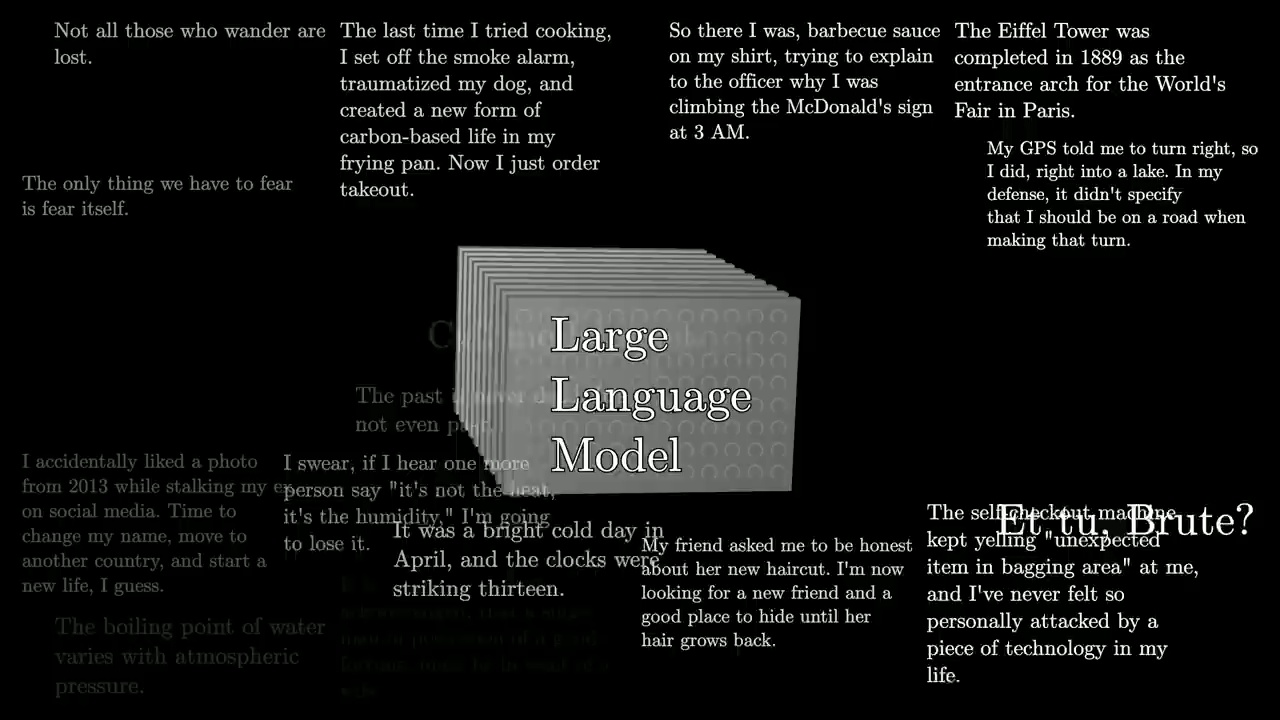 Not all those who wander are
lost.
The last time I tried cooking,
I set off the smoke alarm,
traumatized my dog, and
created a new form of
carbon-based life in my
frying pan. Now I just order
takeout.
So there I was, barbecue sauce
on my shirt, trying to explain
to the officer why I was
climbing the McDonald's sign
at 3 AM.
The Eiffel Tower was
completed in 1889 as the
entrance arch for the World's
Fair in Paris.
My GPS told me to turn right, so
I did, right into a lake. In my
defense, it didn't specify
that I should be on a road when
making that turn.
The only thing we have to fear
is fear itself.
Large
Language
Model
The past
not even
I accidentally liked a photo
from 2013 while stalking my
on social media. Time to
change my name, move to
another country, and start a
new life, I guess.
I swear, if I hear one more
person say "it's not the heat,
it's the humidity," I'm going
to lose it.
It was a bright cold day in
April, and the clocks were
striking thirteen.
My friend asked me to be honest
about her new haircut. I'm now
looking for a new friend and a
good place to hide until her
hair grows back.
Et tu, Brute?
The self-checkout machine
kept yelling "unexpected
item in bagging area" at me,
and I've never felt so
personally attacked by a
piece of technology in my
life.
The boiling point of water
varies with atmospheric
pressure.